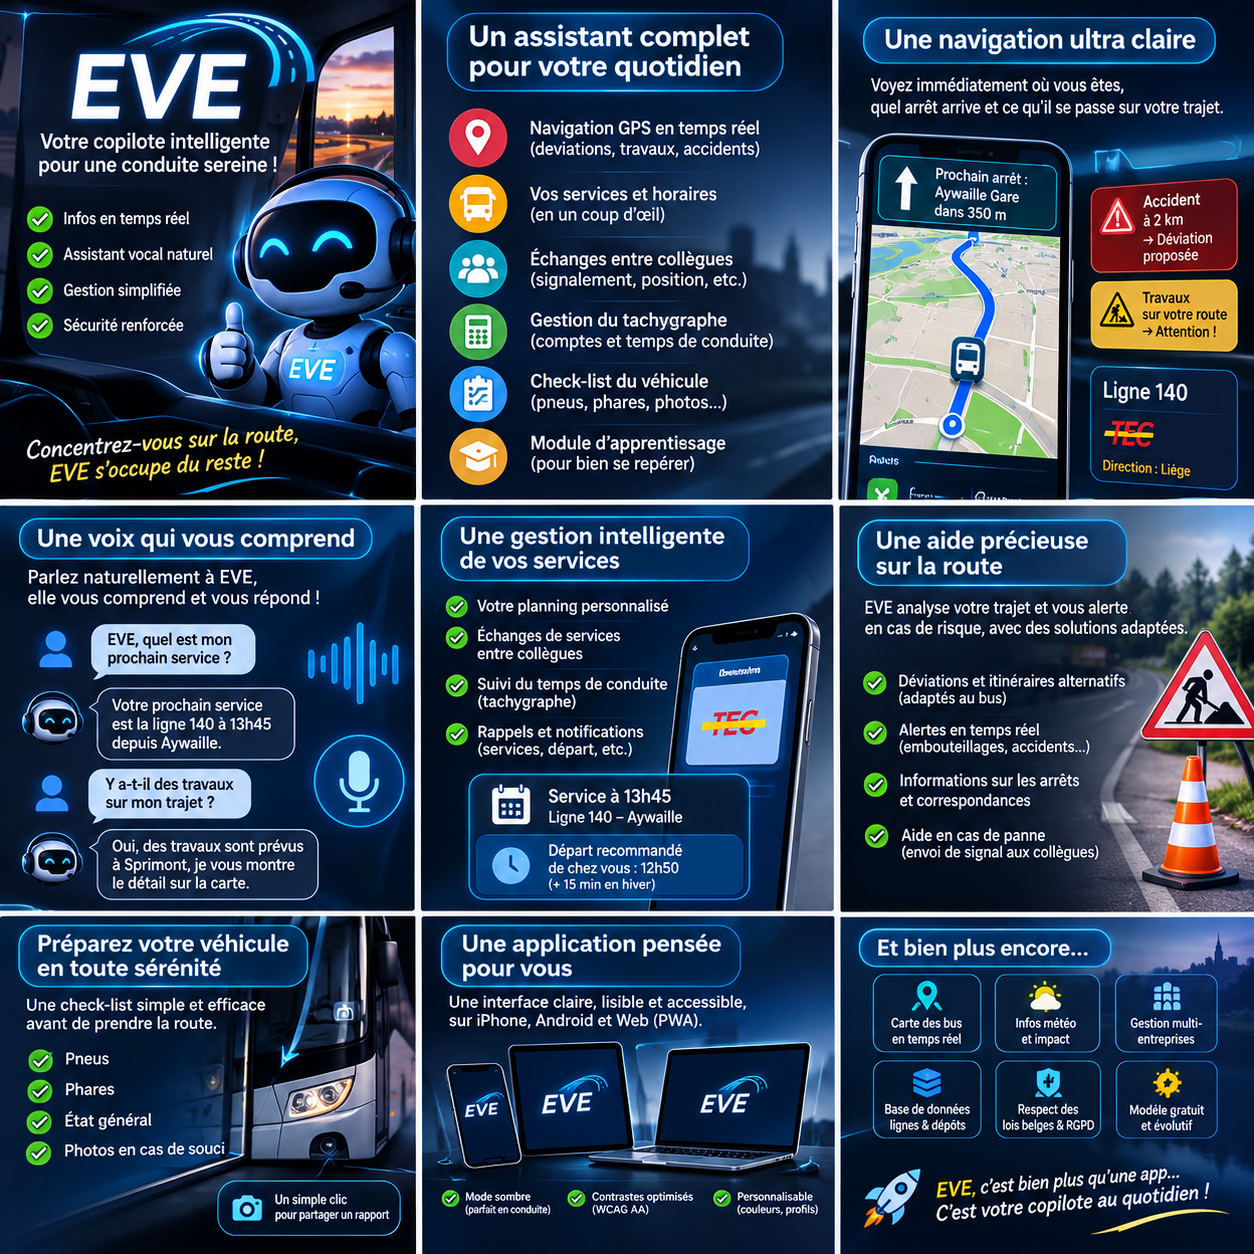 EVE
Votre copilote intelligente
pour une conduite sereine !
Infos en temps réel
Assistant vocal naturel
Gestion simplifiée
Sécurité renforcée
EVE
Concentrez-vous sur la route,
EVE s'occupe du reste !
Un assistant complet
pour votre quotidien
Navigation GPS en temps réel
(deviations, travaux, accidents)
Vos services et horaires
(en un coup d'œil)
Échanges entre collègues
(signalement, position, etc.)
Gestion du tachygraphe
(comptes et temps de conduite)
Check-list du véhicule
(pneus, phares, photos...)
Module d'apprentissage
(pour bien se repérer)
Une navigation ultra claire
Voyez immédiatement où vous êtes,
quel arrêt arrive et ce qu'il se passe sur votre trajet.
Prochain arrêt :
Aywaille Gare
dans 350 m
Accident
à 2 km
→ Déviation
proposée
Travaux
sur votre route
→ Attention !
Ligne 140
TEC
Direction : Liége
Une voix qui vous comprend
Parlez naturellement à EVE,
elle vous comprend et vous répond !
EVE, quel est mon
prochain service ?
Votre prochain service
est la ligne 140 à 13h45
depuis Aywaille.
Y a-t-il des travaux
sur mon trajet ?
Oui, des travaux sont prévus
à Sprimont, je vous montre
le détail sur la carte.
Une gestion intelligente
de vos services
Votre planning personnalisé
Échanges de services
entre collègues
Suivi du temps de conduite
(tachygraphe)
Rappels et notifications
(services, départ, etc.)
TEC
Service à 13h45
Ligne 140 – Aywaille
Départ recommandé
de chez vous : 12h50
(+ 15 min en hiver)
Une aide précieuse
sur la route
EVE analyse votre trajet et vous alerte
en cas de risque, avec des solutions adaptées.
Déviations et itinéraires alternatifs
(adaptés au bus)
Alertes en temps réel
(embouteillages, accidents...)
Informations sur les arrêts
et correspondances
Aide en cas de panne
(envoi de signal aux collègues)
Préparez votre véhicule
en toute sérénité
Une check-list simple et efficace
avant de prendre la route.
Pneus
Phares
État général
Photos en cas de souci
Un simple clic
pour partager un rapport
Une application pensée
pour vous
Une interface claire, lisible et accessible,
sur iPhone, Android et Web (PWA).
EVE
EVE
EVE
Mode sombre
(parfait en conduite)
Contrastes optimisés
(WCAG AA)
Personnalisable
(couleurs, profils)
Et bien plus encore...
Carte des bus
en temps réel
Infos météo
et impact
Gestion multi-
entreprises
Base de données
lignes & dépôts
Respect des
lois belges & RGPD
Modéle gratuit
et évolutif
EVE, c'est bien plus qu'une app...
C'est votre copilote au quotidien !